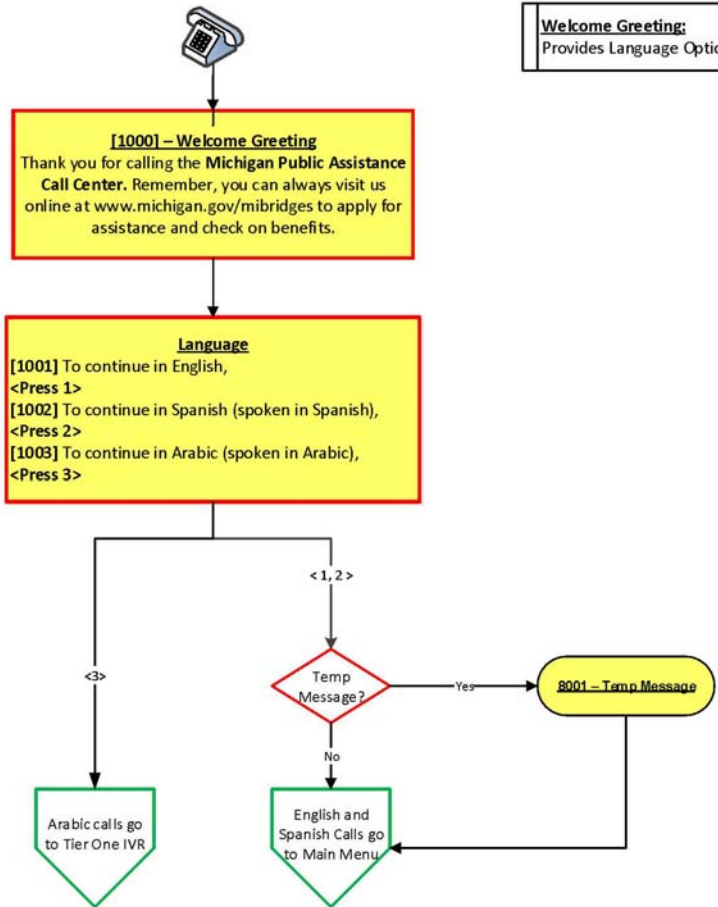 Welcome Greeting:
Provides Language Optio
[1000] – Welcome Greeting
Thank you for calling the Michigan Public Assistance
Call Center. Remember, you can always visit us
online at www.michigan.gov/mibridges to apply for
assistance and check on benefits.
Language
[1001] To continue in English,
<Press 1>
[1002] To continue in Spanish (spoken in Spanish),
<Press 2>
[1003] To continue in Arabic (spoken in Arabic),
<Press 3>
< 1, 2 >
<3>
Temp
Message?
Yes
8001 – Temp Message
No
Arabic calls go
to Tier One IVR
English and
Spanish Calls go
to Main Menu